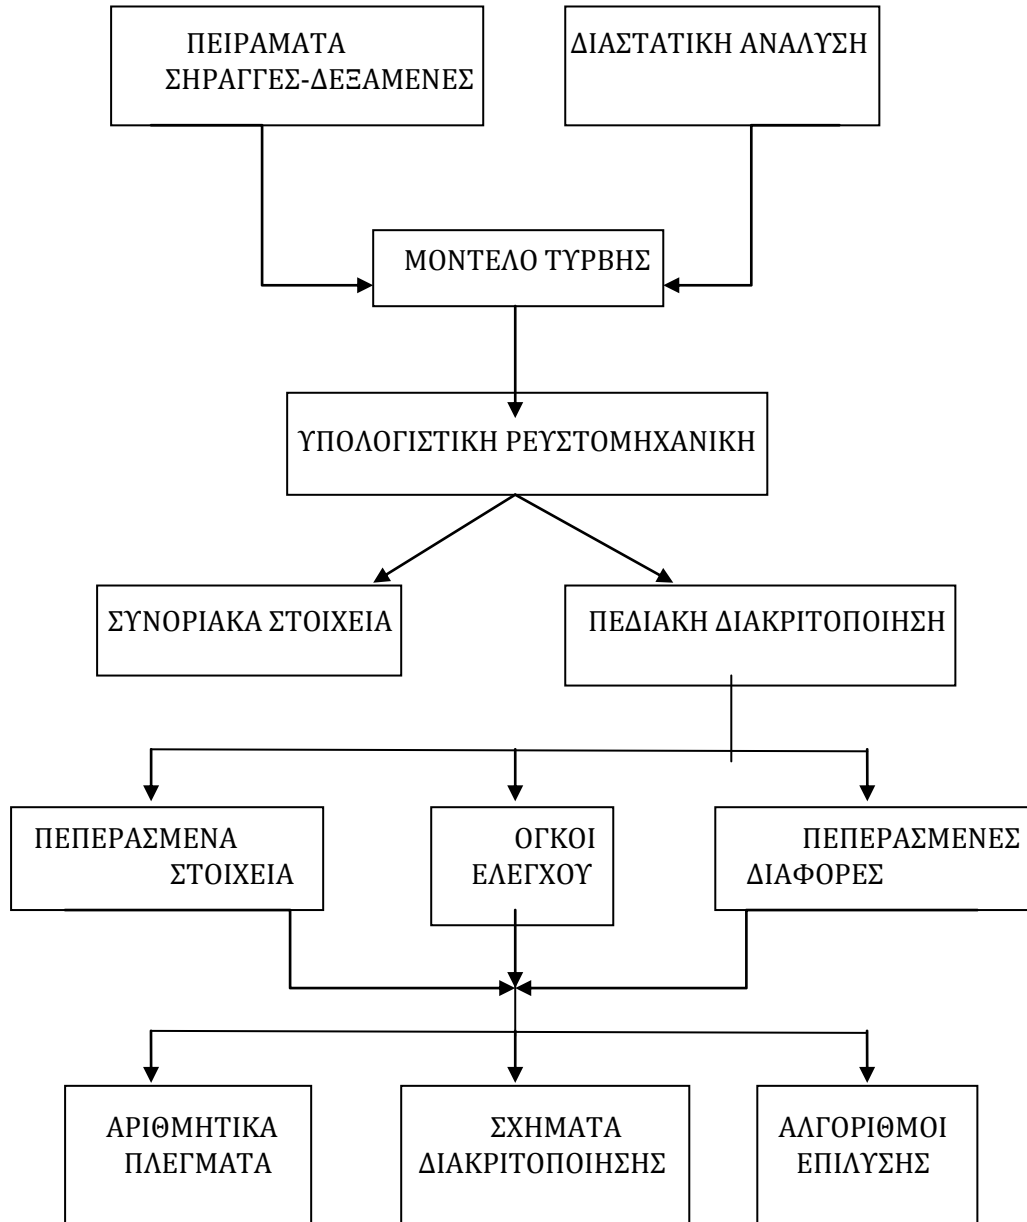 ΠΕΙΡΑΜΑΤΑ
ΣΗΡΑΓΓΕΣ-ΔΕΞΑΜΕΝΕΣ
ΔΙΑΣΤΑΤΙΚΗ ΑΝΑΛΥΣΗ
ΜΟΝΤΕΛΟ ΤΥΡΒΗΣ
ΥΠΟΛΟΓΙΣΤΙΚΗ ΡΕΥΣΤΟΜΗΧΑΝΙΚΗ
ΣΥΝΟΡΙΑΚΑ ΣΤΟΙΧΕΙΑ
ΠΕΔΙΑΚΗ ΔΙΑΚΡΙΤΟΠΟΙΗΣΗ
ΠΕΠΕΡΑΣΜΕΝΑ
ΣΤΟΙΧΕΙΑ
ΟΓΚΟΙ
ΕΛΕΓΧΟΥ
ΠΕΠΕΡΑΣΜΕΝΕΣ
ΔΙΑΦΟΡΕΣ
ΑΡΙΘΜΗΤΙΚΑ
ΠΛΕΓΜΑΤΑ
ΣΧΗΜΑΤΑ
ΔΙΑΚΡΙΤΟΠΟΙΗΣΗΣ
ΑΛΓΟΡΙΘΜΟΙ
ΕΠΙΛΥΣΗΣ